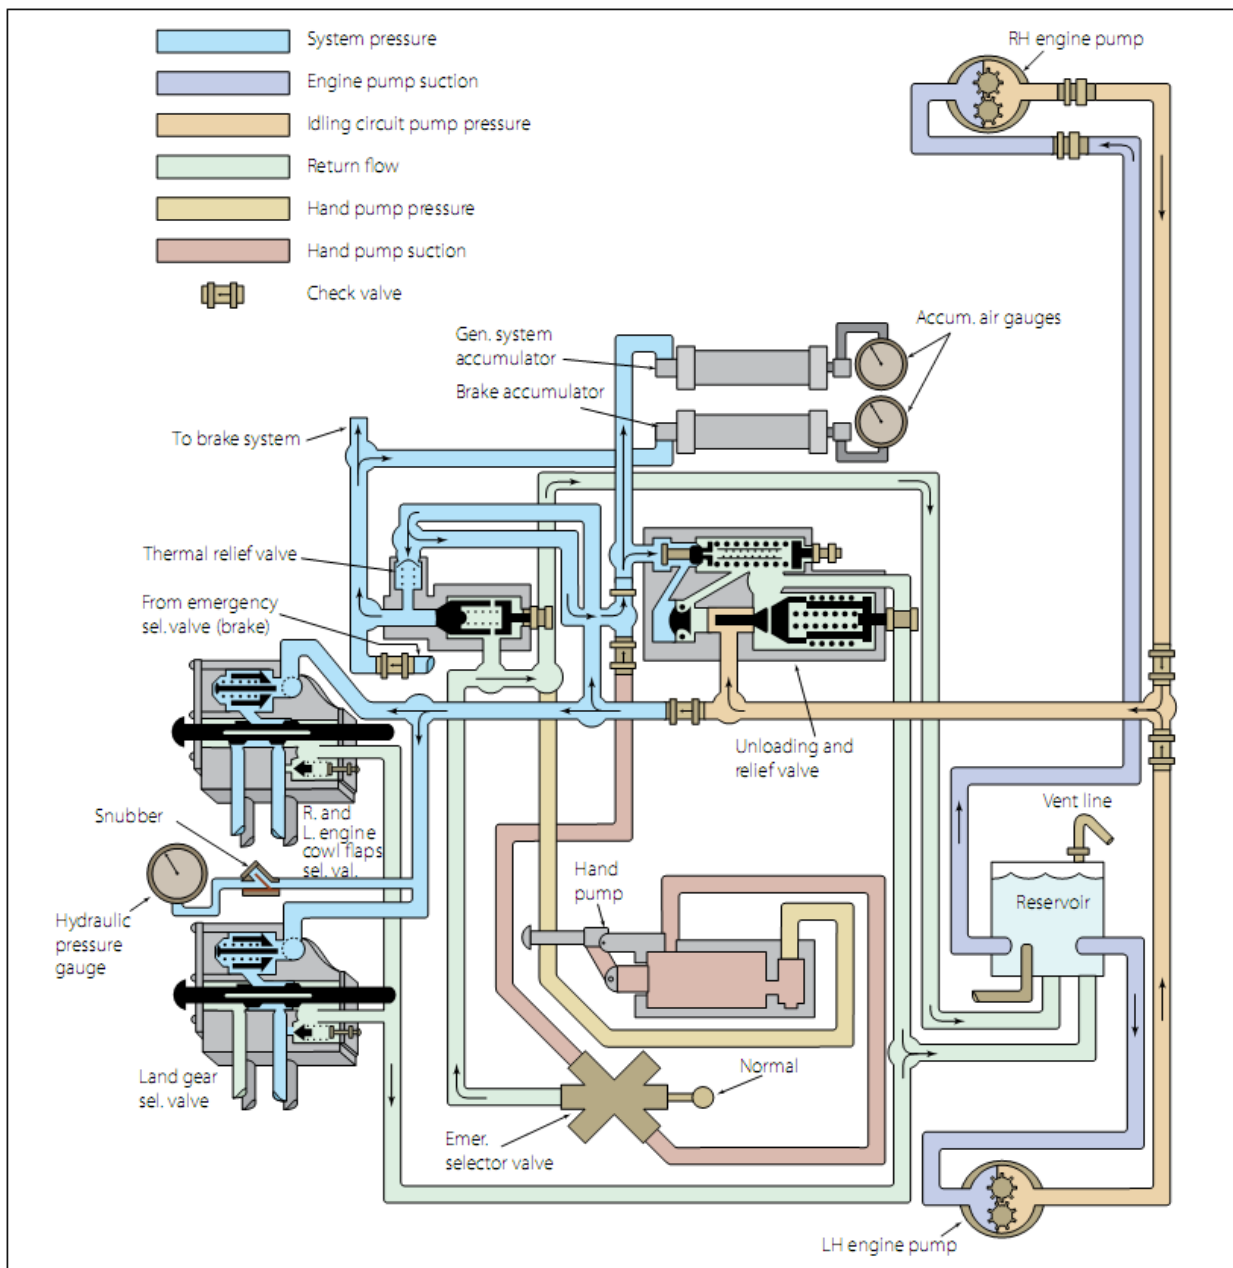 System pressure
Engine pump suction
Idling circuit pump pressure
Return flow
Hand pump pressure
Hand pump suction
Check valve
RH engine pump
Gen. system
accumulator
Accum. air gauges
Brake accumulator
To brake system
Thermal relief valve
From emergency
sel. valve (brake)
Unloading and
relief valve
Vent line
Snubber
R. and
L. engine
cowl flaps
sel. val.
Hand
pump
Reservoir
Hydraulic
pressure
gauge
Normal
Land gear
sel. valve
Emer.
selector valve
LH engine pump